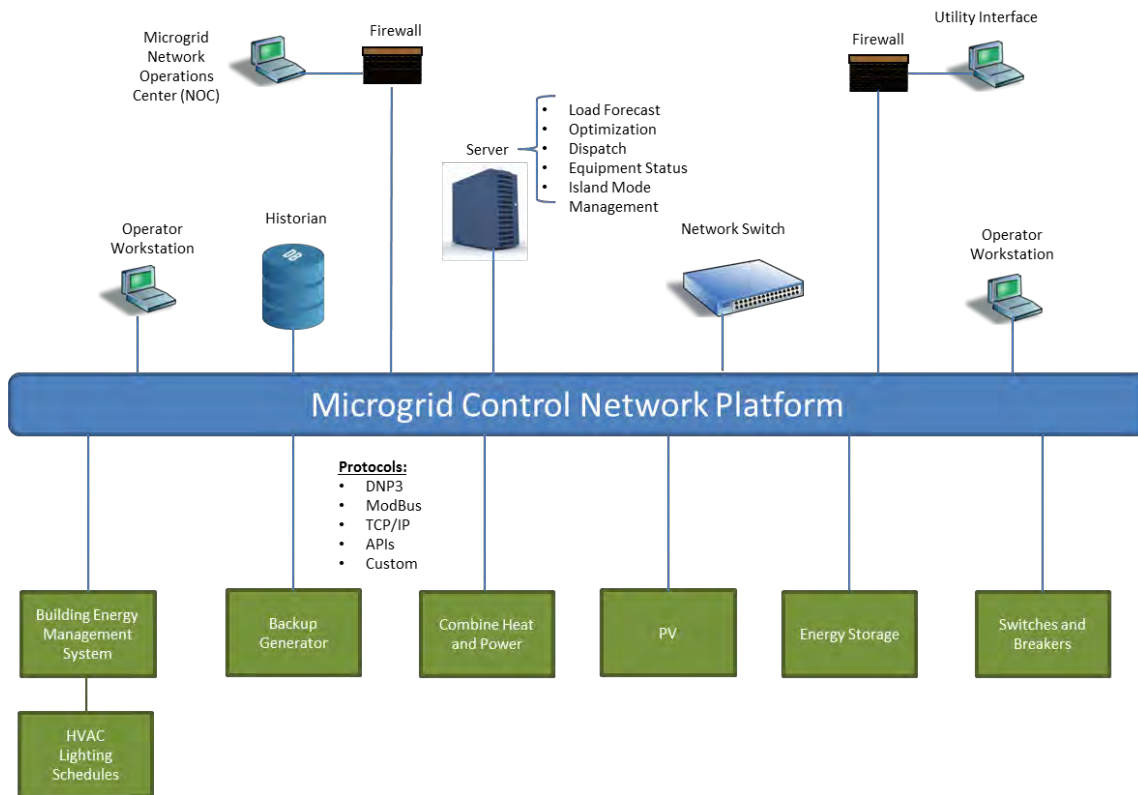 Microgrid
Network
Operations
Center (NOC)
Firewall
Utility Interface
Firewall
Server
• Load Forecast
• Optimization
• Dispatch
• Equipment Status
• Island Mode
Management
Operator
Workstation
Historian
DB
Network Switch
Operator
Workstation
Microgrid Control Network Platform
Protocols:
• DNP3
• ModBus
• TCP/IP
• APIs
• Custom
Building Energy
Management
System
Backup
Generator
Combine Heat
and Power
PV
Energy Storage
Switches and
Breakers
HVAC
Lighting
Schedules